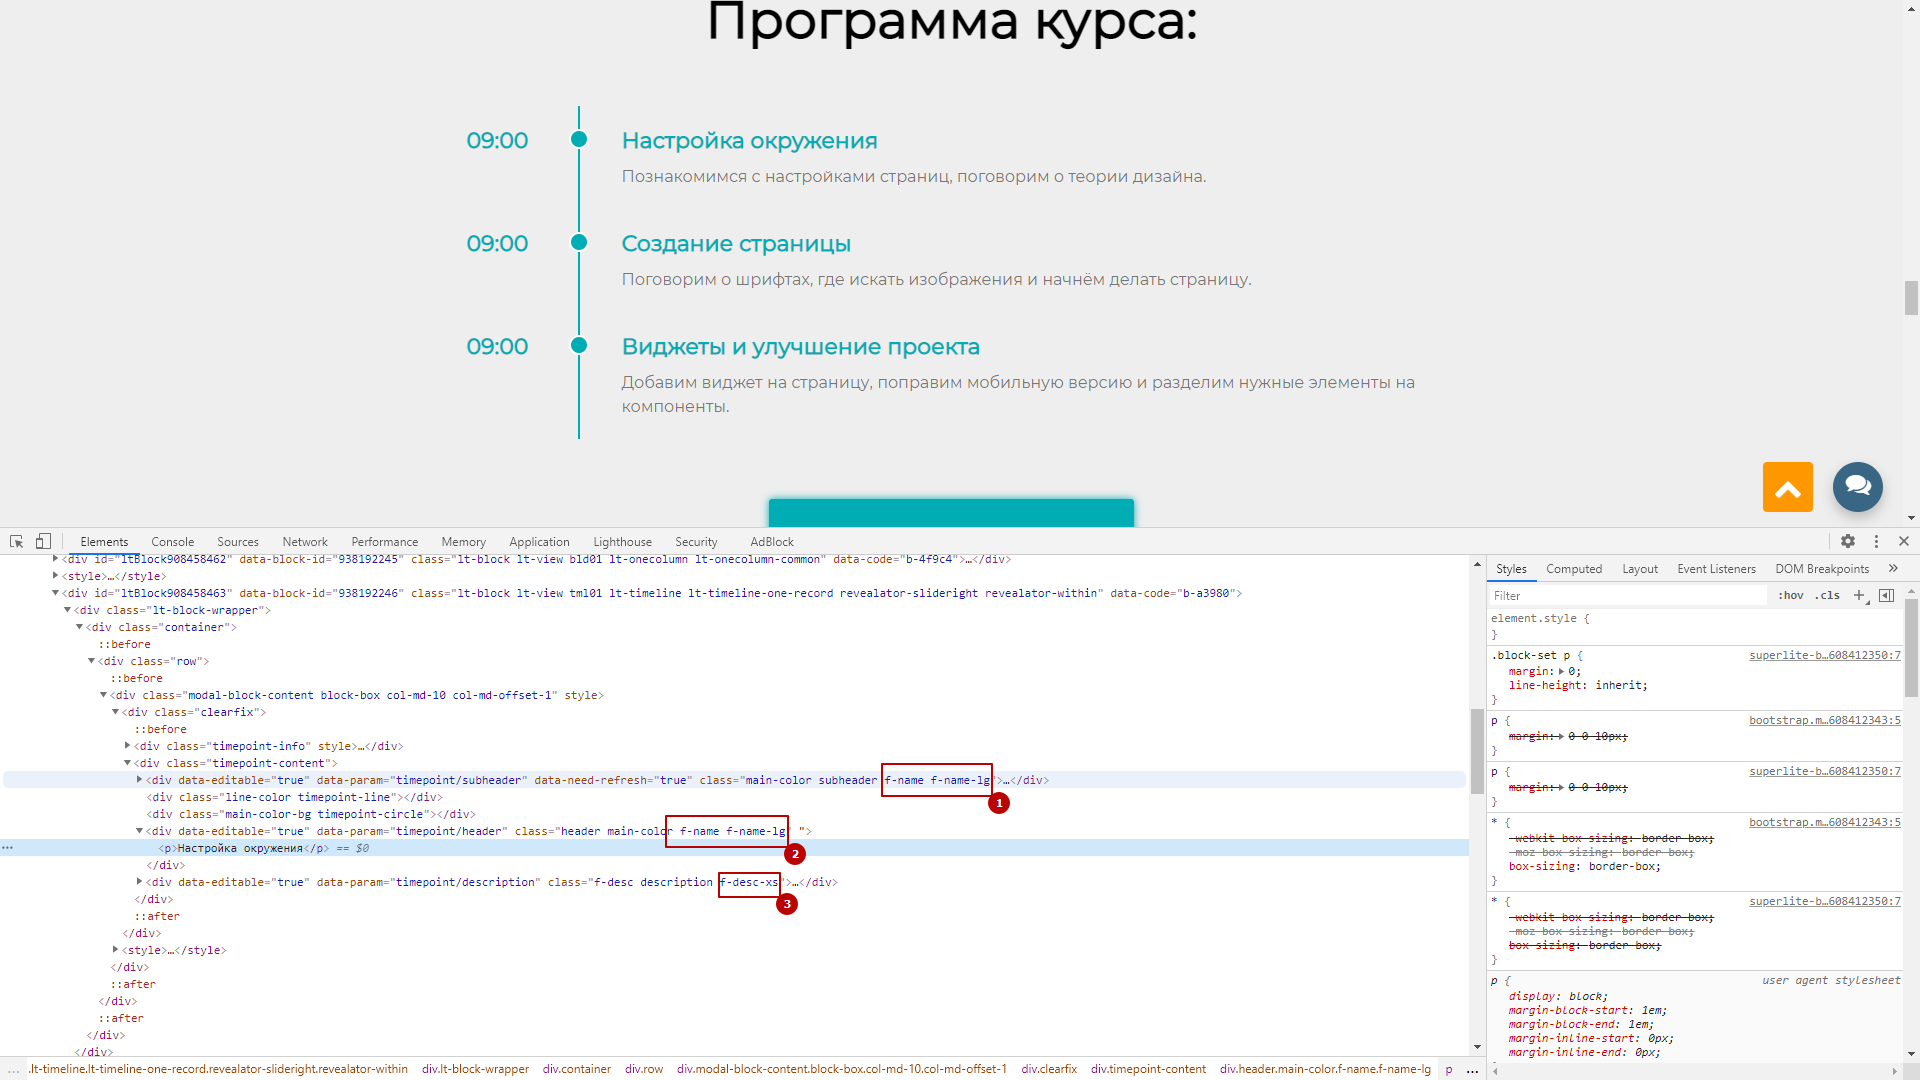 Программа курса:
09:00
Настройка окружения
Познакомимся с настройками страниц, поговорим о теории дизайна.
09:00
Создание страницы
Поговорим о шрифтах, где искать изображения и начнём делать страницу.
09:00
Виджеты и улучшение проекта
Добавим виджет на страницу, поправим мобильную версию и разделим нужные элементы на
компоненты.
Elements Console Sources Network Performance Memory Application Lighthouse Security AdBlock
<div id="ltBlock908458462" data-block-id="938192245" class="lt-block lt-view bld01 lt-onecolumn lt-onecolumn-common" data-code="b-4f9c4">…</div>
<style>…</style>
<div id="ltBlock908458463" data-block-id="938192246" class="lt-block lt-view tml01 lt-timeline lt-timeline-one-record revealator-slideright revealator-within" data-code="b-a3980">
<div class="lt-block-wrapper">
<div class="container">
::before
<div class="row">
::before
<div class="modal-block-content block-box col-md-10 col-md-offset-1" style>
<div class="clearfix">
::before
<div class="timepoint-info" style>…</div>
<div class="timepoint-content">
<div data-editable="true" data-param="timepoint/subheader" data-need-refresh="true" class="main-color subheader f-name f-name-lg">…</div>
1
<div class="line-color timepoint-line"></div>
<div class="main-color-bg timepoint-circle"></div>
<div data-editable="true" data-param="timepoint/header" class="header main-color f-name f-name-lg" ">
2
<p>Настройка окружения</p> == $0
</div>
<div data-editable="true" data-param="timepoint/description" class="f-desc description f-desc-xs">…</div>
3
</div>
::after
</div>
<style>…</style>
</div>
::after
</div>
::after
</div>
</div>
... .lt-timeline.lt-timeline-one-record.revealator-slideright.revealator-within div.lt-block-wrapper div.container div.row div.modal-block-content.block-box.col-md-10.col-md-offset-1 div.clearfix div.timepoint-content div.header.main-color.f-name.f-name-lg p ...
Styles Computed Layout Event Listeners DOM Breakpoints »
Filter :hov .cls +
element.style {
}
.block-set p { superlite-b…608412350:7
margin: 0;
line-height: inherit;
}
p { bootstrap.m…608412343:5
margin: 0 0 10px;
}
p { superlite-b…608412350:7
margin: 0 0 10px;
}
* { bootstrap.m…608412343:5
-webkit-box-sizing: border-box;
-moz-box-sizing: border-box;
box-sizing: border-box;
}
* { superlite-b…608412350:7
-webkit-box-sizing: border-box;
-moz-box-sizing: border-box;
box-sizing: border-box;
}
p { user agent stylesheet
display: block;
margin-block-start: 1em;
margin-block-end: 1em;
margin-inline-start: 0px;
margin-inline-end: 0px;